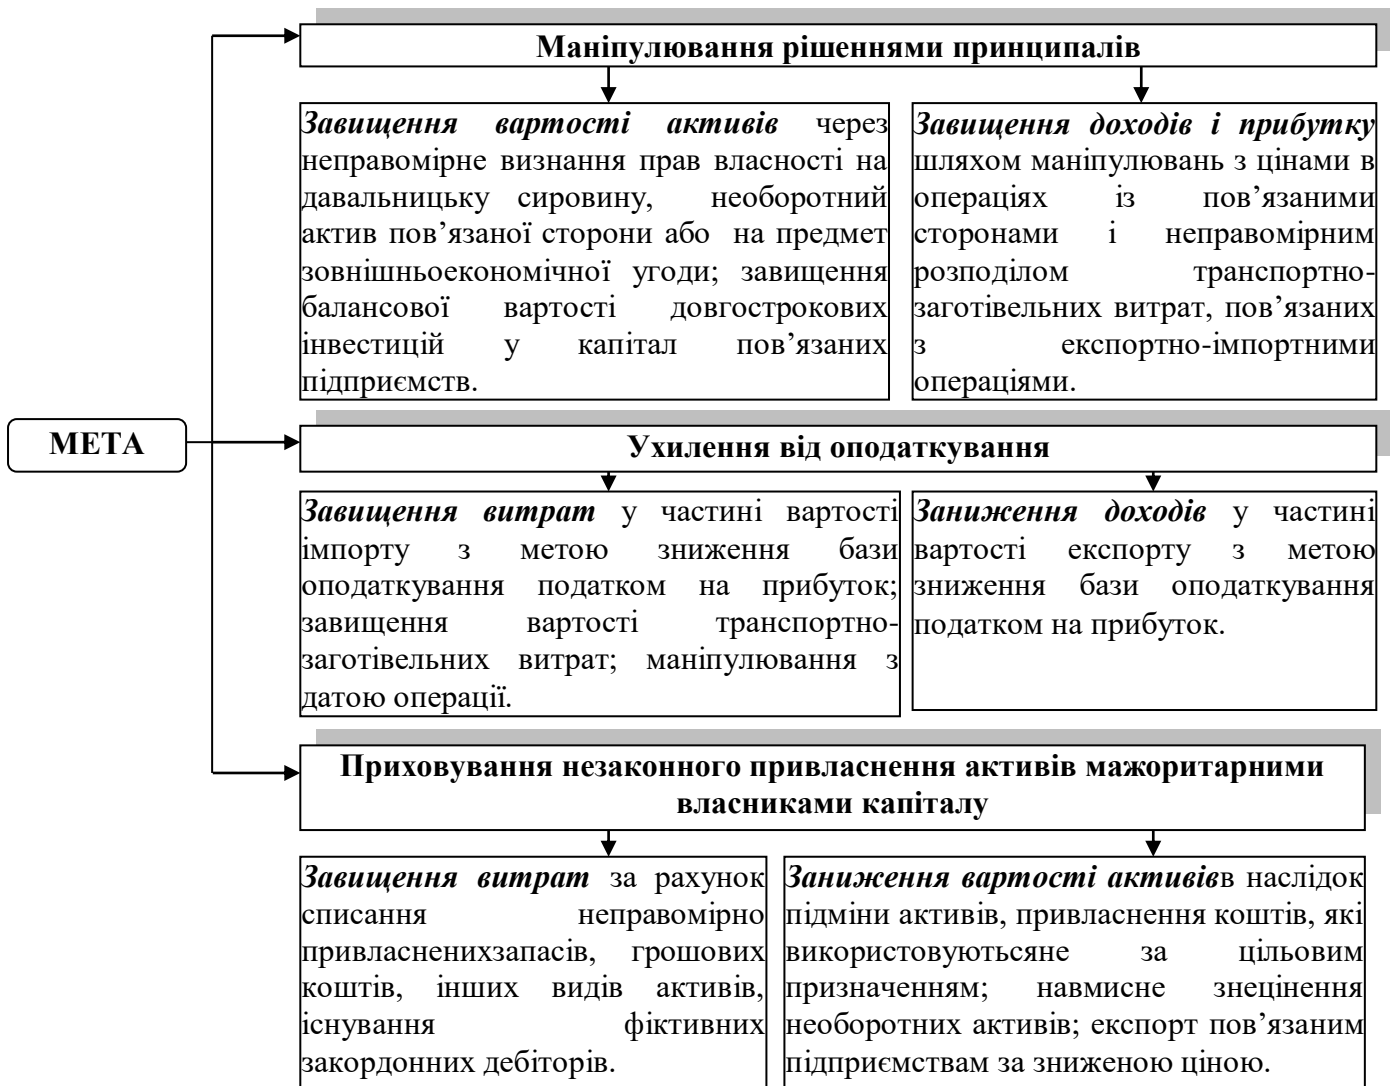 Маніпулювання рішеннями принципалів
Завищення вартості активів через
неправомірне визнання прав власності на
давальницьку сировину, необоротний
актив пов’язаної сторони або на предмет
зовнішньоекономічної угоди; завищення
балансової вартості довгострокових
інвестицій у капітал пов’язаних
підприємств.
Завищення доходів і прибутку
шляхом маніпулювань з цінами в
операціях із пов’язаними
сторонами і неправомірним
розподілом транспортно-
заготівельних витрат, пов’язаних
з експортно-імпортними
операціями.
МЕТА
Ухилення від оподаткування
Завищення витрат у частині вартості
імпорту з метою зниження бази
оподаткування податком на прибуток;
завищення вартості транспортно-
заготівельних витрат; маніпулювання з
датою операції.
Заниження доходів у частині
вартості експорту з метою
зниження бази оподаткування
податком на прибуток.
Приховування незаконного привласнення активів мажоритарними
власниками капіталу
Завищення витрат за рахунок
списання неправомірно
привласненихзапасів, грошових
коштів, інших видів активів,
існування фіктивних
закордонних дебіторів.
Заниження вартості активівв наслідок
підміни активів, привласнення коштів, які
використовуютьсяне за цільовим
призначенням; навмисне знецінення
необоротних активів; експорт пов’язаним
підприємствам за зниженою ціною.